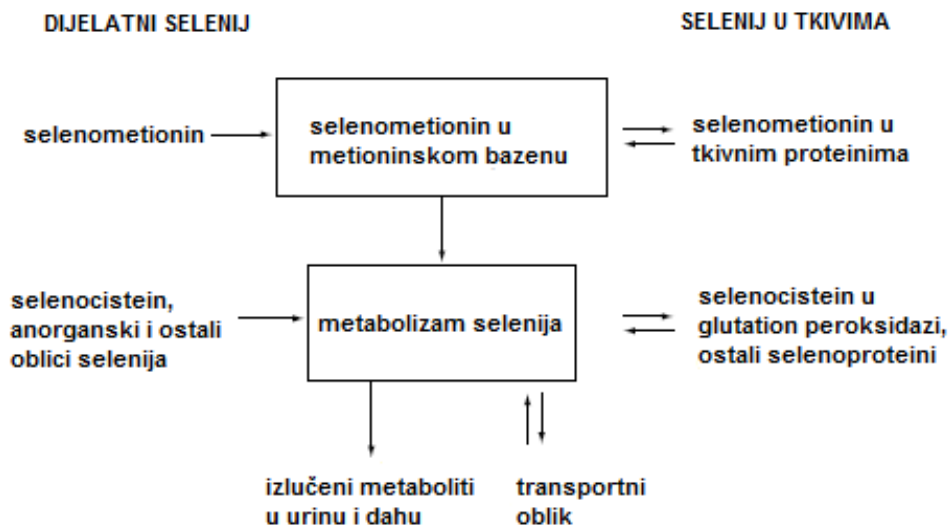 DIJELATNI SELENIJ
SELENIJ U TKIVIMA
selenometionin
selenometionin u
metioninskom bazenu
selenometionin u
tkivnim proteinima
selenocistein,
anorganski i ostali
oblici selenija
metabolizam selenija
selenocistein u
glutation peroksidazi,
ostali selenoproteini
izlučeni metaboliti
u urinu i dahu
transportni
oblik